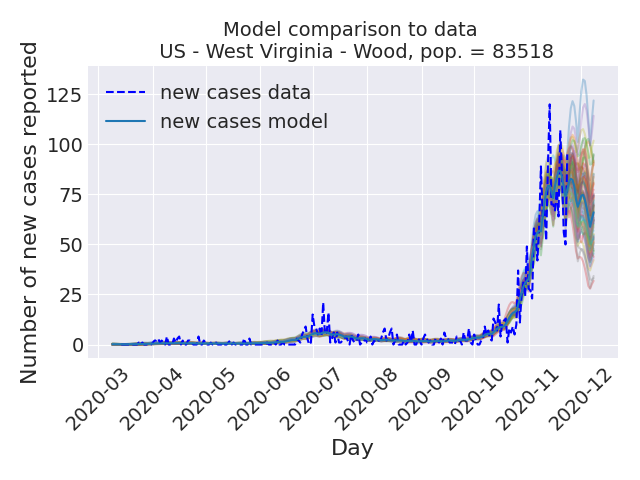 Model comparison to data
US - West Virginia - Wood, pop. = 83518
Number of new cases reported
125
100
75
50
25
0
new cases data
new cases model
2020-03
2020-04
2020-05
2020-06
2020-07
2020-08
2020-09
2020-10
2020-11
2020-12
Day